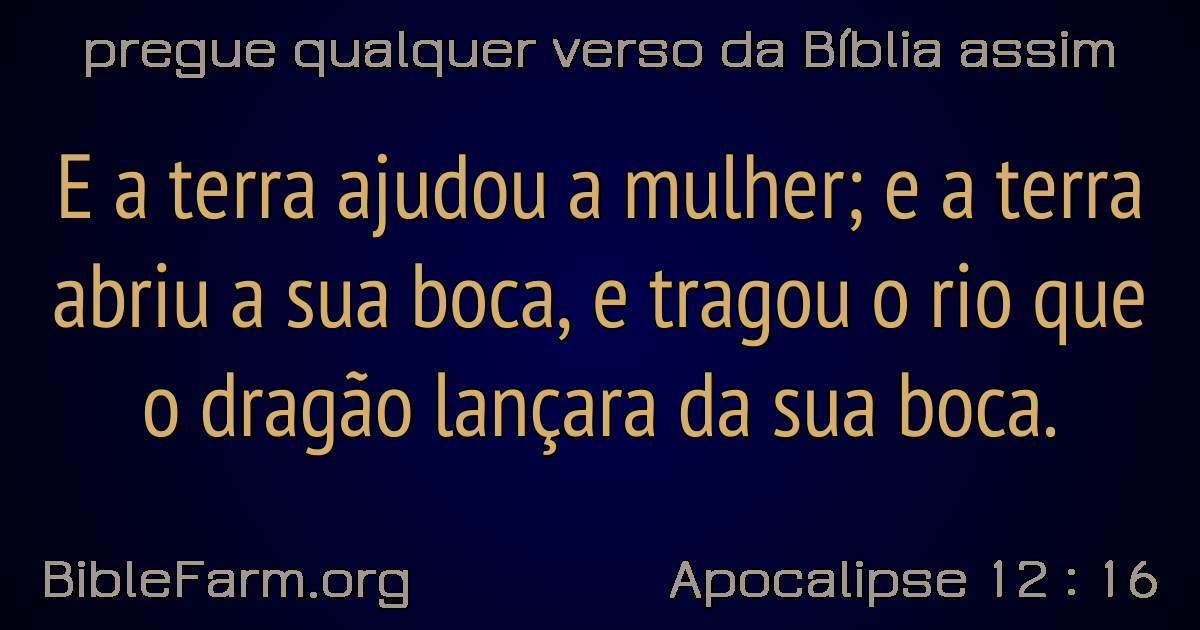 pregue qualquer verso da Bíblia assim
E a terra ajudou a mulher; e a terra
abriu a sua boca, e tragou o rio que
o dragão lançara da sua boca.
BibleFarm.org
Apocalipse 12 : 16